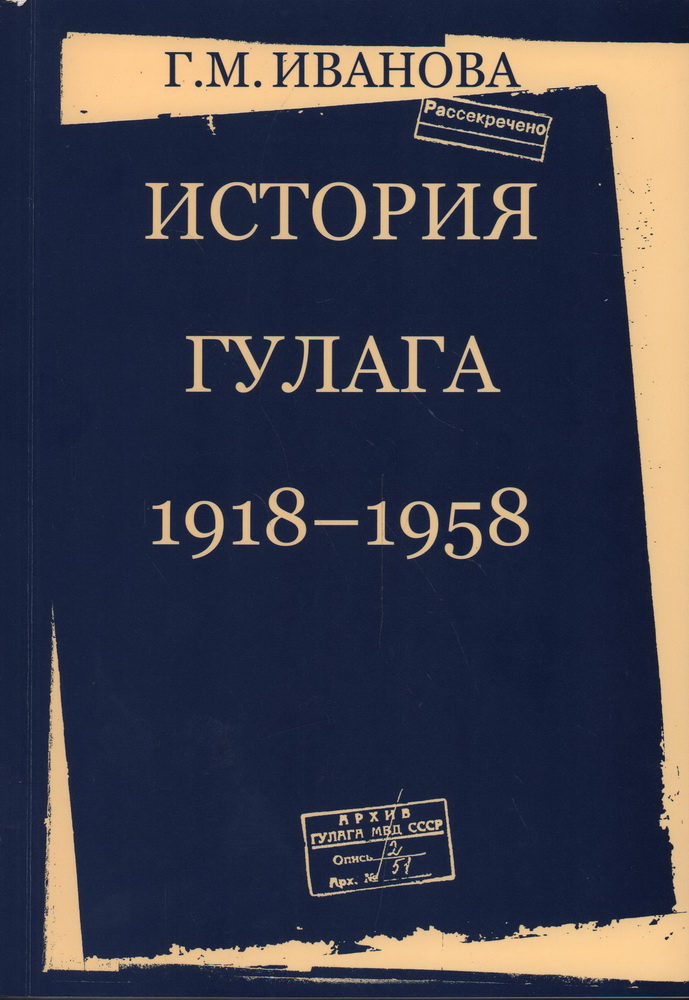 Г.М. ИВАНОВА
Рассекречено
ИСТОРИЯ
ГУЛАГА
1918–1958
АРХИВ
ГУЛАГА МВД СССР
Опись 2
Арх. № 51